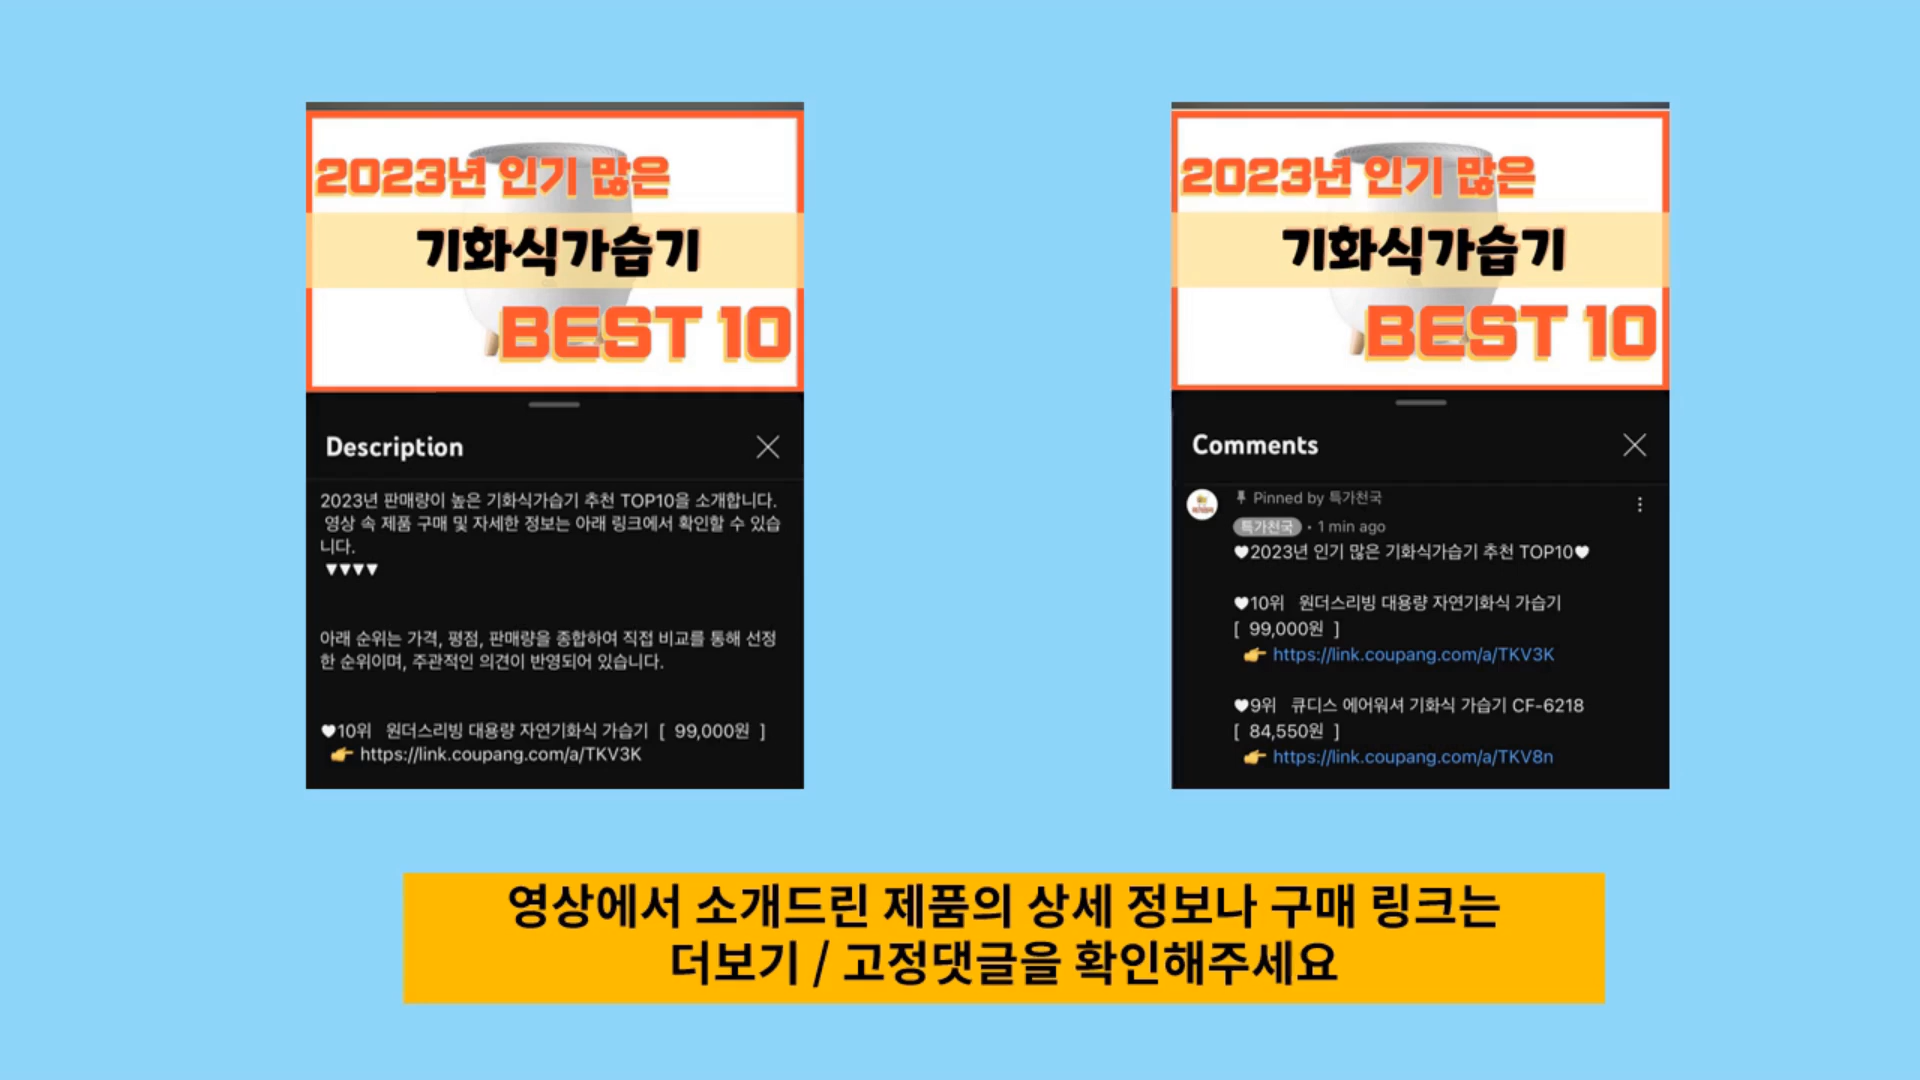 2023년 인기 많은
기화식가습기
BEST 10
Description
2023년 판매량이 높은 기화식가습기 추천 TOP10을 소개합니다.
영상 속 제품 구매 및 자세한 정보는 아래 링크에서 확인할 수 있습
니다.
▼▼▼▼
아래 순위는 가격, 평점, 판매량을 종합하여 직접 비교를 통해 선정
한 순위이며, 주관적인 의견이 반영되어 있습니다.
♥10위 원더스리빙 대용량 자연기화식 가습기 [ 99,000원 ]
👉 https://link.coupang.com/a/TKV3K
2023년 인기 많은
기화식가습기
BEST 10
Comments
Pinned by 특가천국
특가천국 · 1 min ago
♥2023년 인기 많은 기화식가습기 추천 TOP10♥
♥10위 원더스리빙 대용량 자연기화식 가습기
[ 99,000원 ]
👉 https://link.coupang.com/a/TKV3K
♥9위 큐디스 에어워셔 기화식 가습기 CF-6218
[ 84,550원 ]
👉 https://link.coupang.com/a/TKV8n
영상에서 소개드린 제품의 상세 정보나 구매 링크는
더보기 / 고정댓글을 확인해주세요